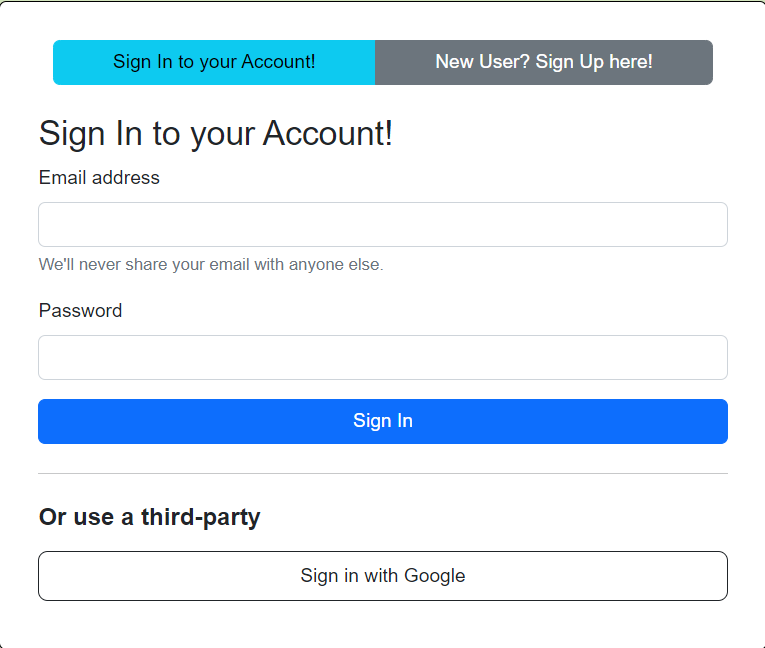 Sign In to your Account!
New User? Sign Up here!
Sign In to your Account!
Email address
We'll never share your email with anyone else.
Password
Sign In
Or use a third-party
Sign in with Google